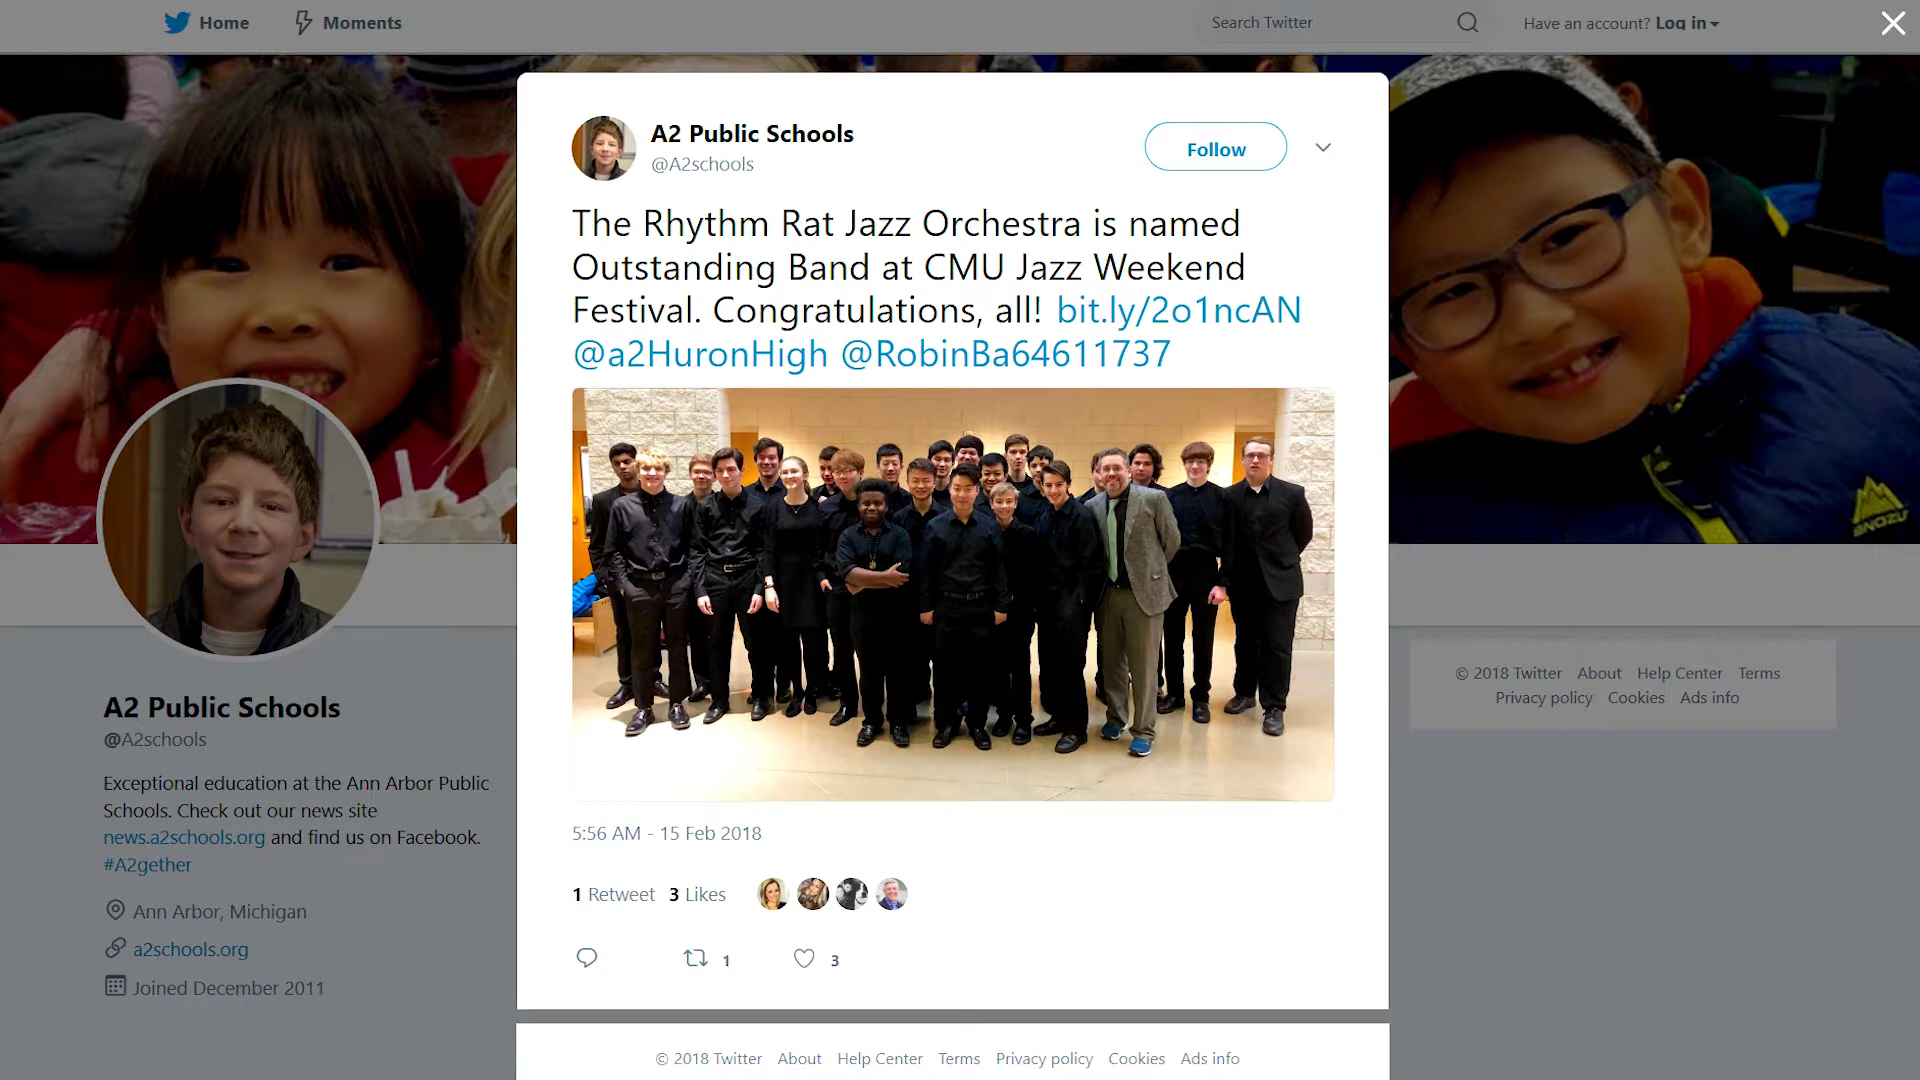 Home
Moments
Search Twitter
Have an account? Log in
A2 Public Schools
@A2schools
Follow
The Rhythm Rat Jazz Orchestra is named
Outstanding Band at CMU Jazz Weekend
Festival. Congratulations, all! bit.ly/2o1ncAN
@a2HuronHigh @RobinBa64611737
5:56 AM - 15 Feb 2018
1 Retweet 3 Likes
1
3
© 2018 Twitter About Help Center Terms Privacy policy Cookies Ads info
A2 Public Schools
@A2schools
Exceptional education at the Ann Arbor Public
Schools. Check out our news site
news.a2schools.org and find us on Facebook.
#A2gether
Ann Arbor, Michigan
a2schools.org
Joined December 2011
© 2018 Twitter About Help Center Terms
Privacy policy Cookies Ads info